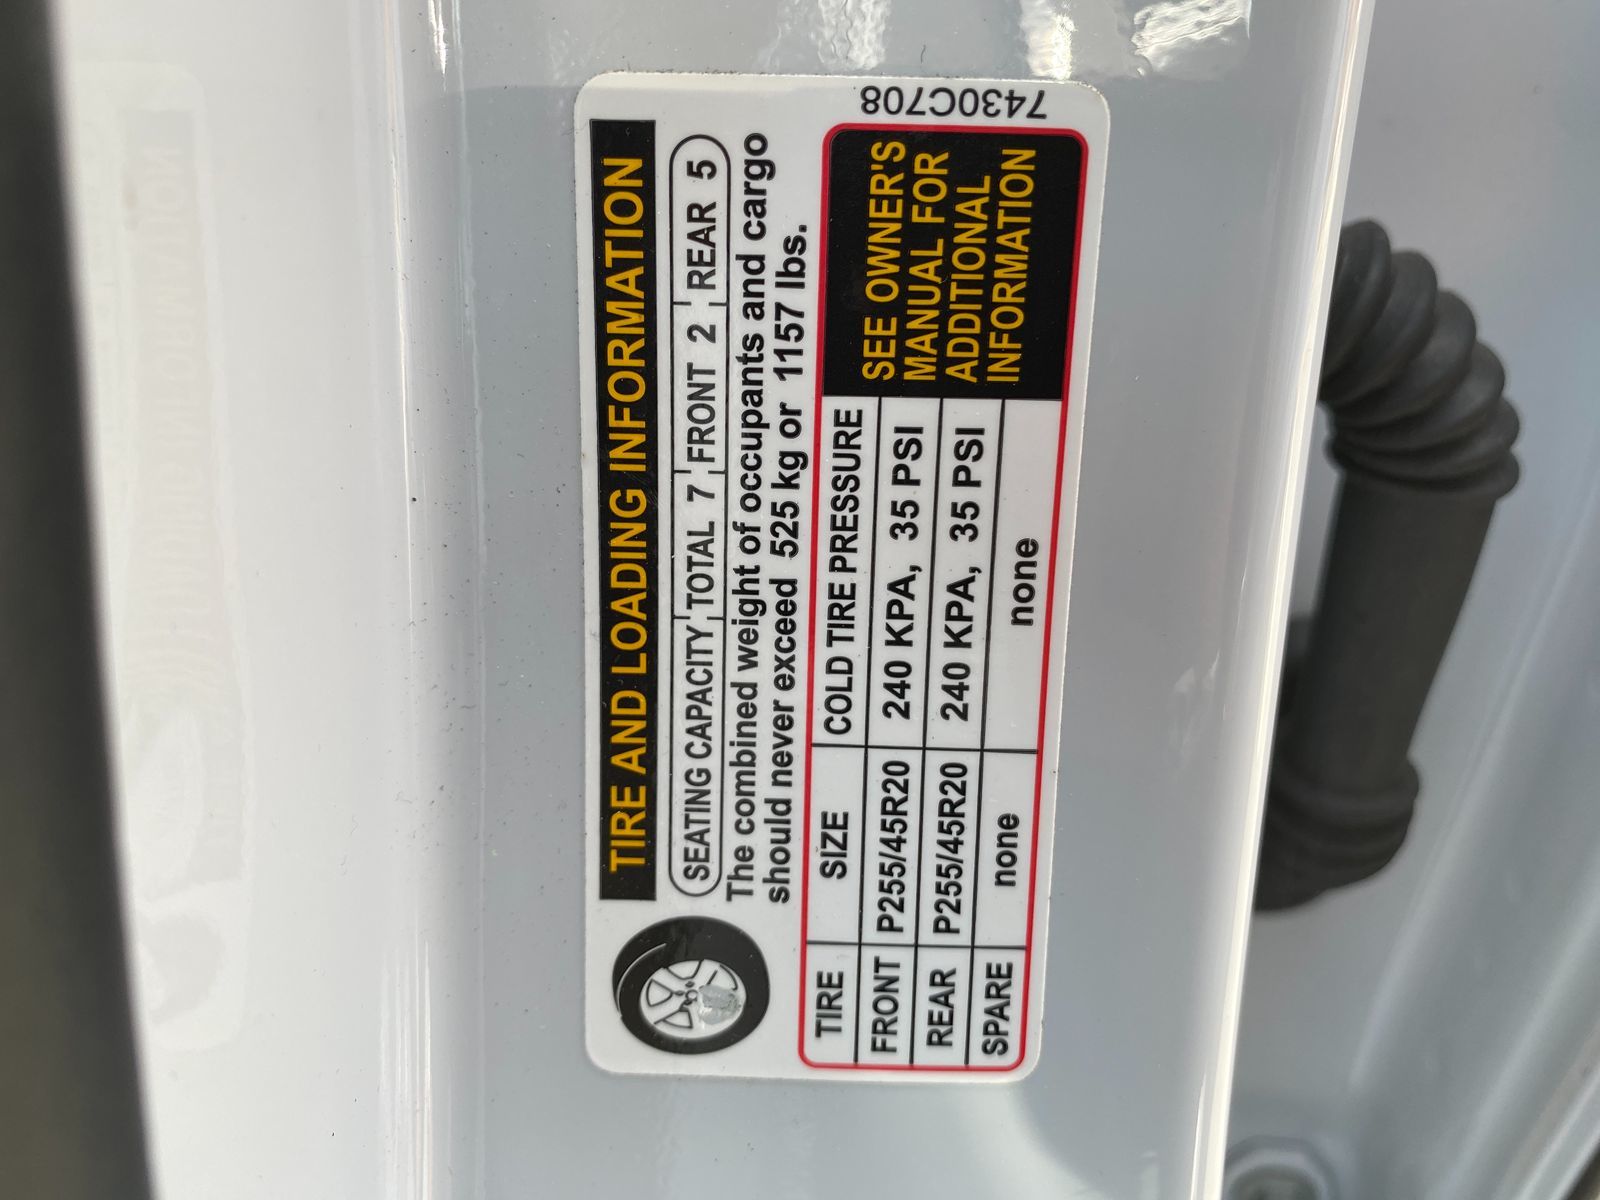 TIRE AND LOADING INFORMATION
SEATING CAPACITY TOTAL 7 FRONT 2 REAR 5
The combined weight of occupants and cargo
should never exceed 525 kg or 1157 lbs.
TIRE SIZE COLD TIRE PRESSURE
FRONT P255/45R20 240 KPA, 35 PSI
REAR P255/45R20 240 KPA, 35 PSI
SPARE none none
SEE OWNER'S
MANUAL FOR
ADDITIONAL
INFORMATION
7430C708